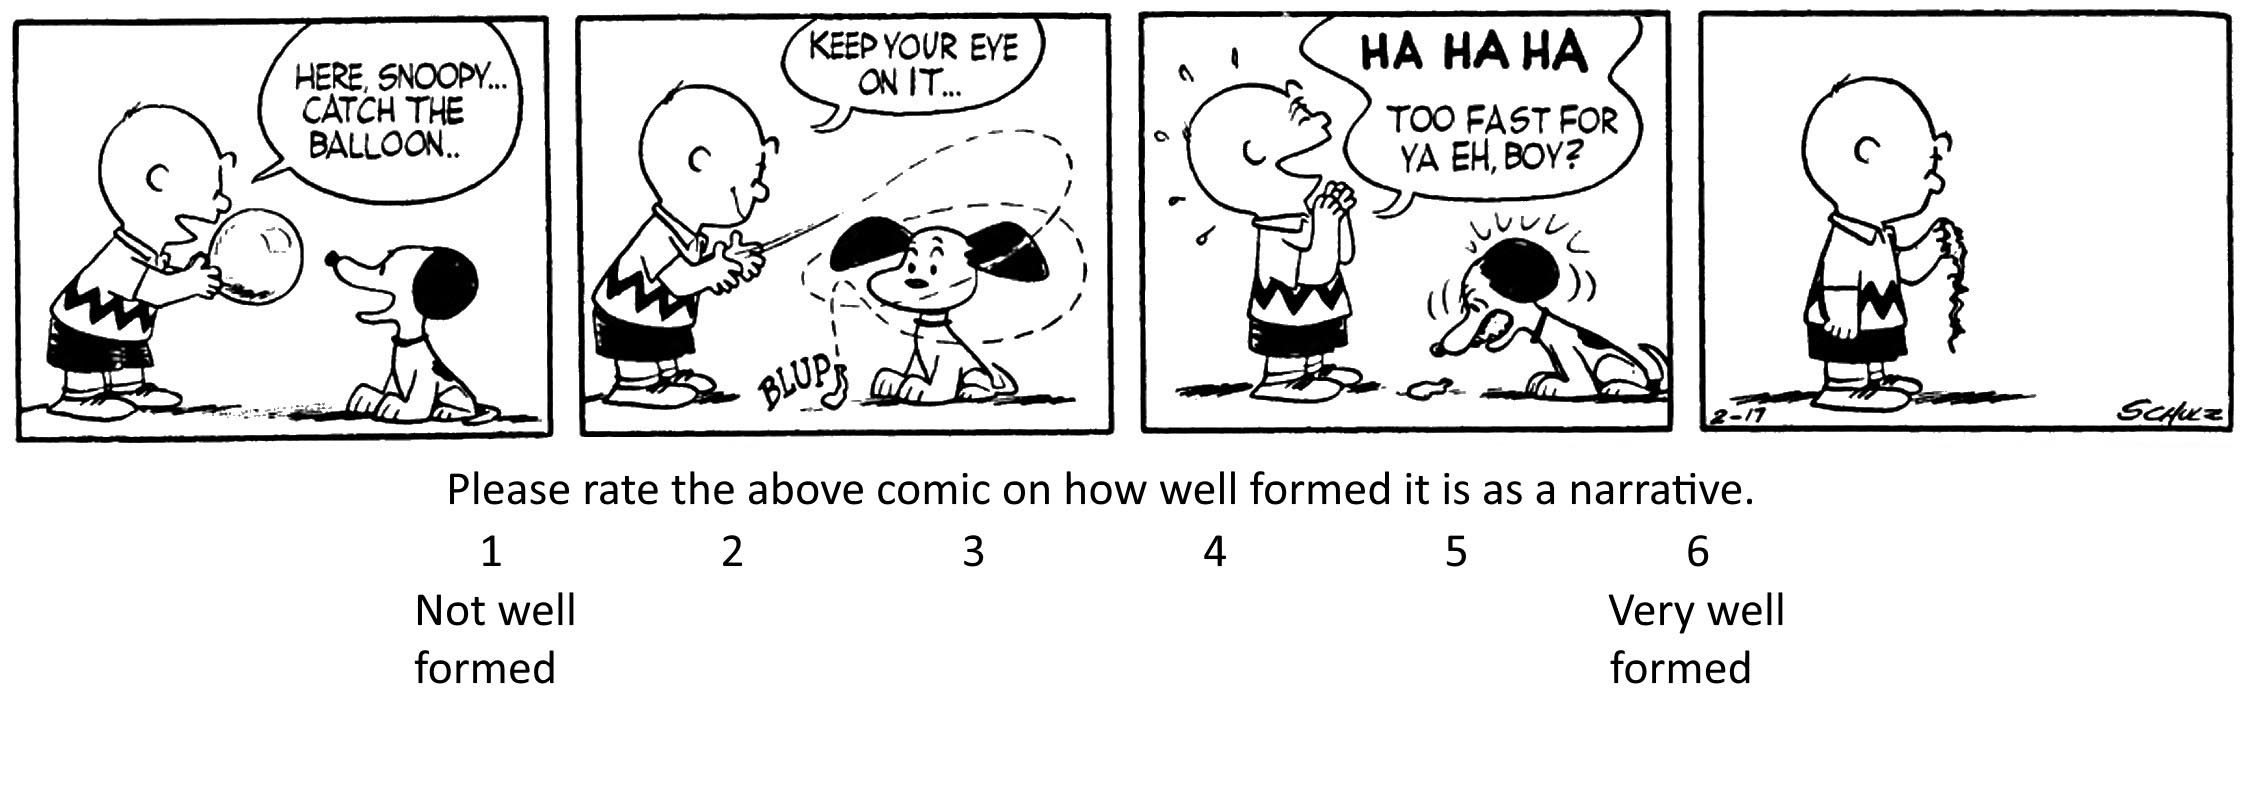 HERE, SNOOPY...
CATCH THE
BALLOON..
KEEP YOUR EYE
ON IT...
BLUP
HA HA HA
TOO FAST FOR
YA EH, BOY?
2-17
SCHULZ
Please rate the above comic on how well formed it is as a narrative.
1 2 3 4 5 6
Not well
formed
Very well
formed